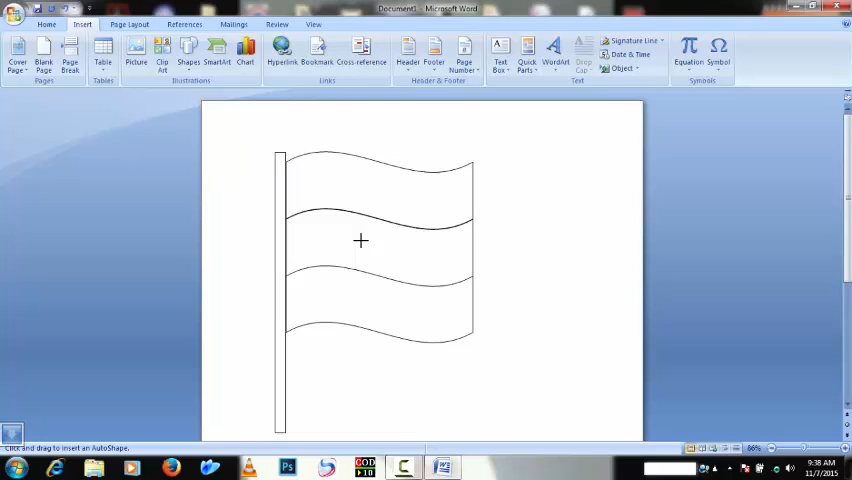 Document1 - Microsoft Word
Home Insert Page Layout References Mailings Review View
Cover Page Blank Page Page Break Table Picture Clip Art Shapes SmartArt Chart Hyperlink Bookmark Cross-reference Header Footer Page Number Text Box Quick Parts WordArt Drop Cap Signature Line Date & Time Object Equation Symbol
Pages Tables Illustrations Links Header & Footer Text Symbols
Click and drag to insert an AutoShape. 86%
Ps COD 10 C W 9:38 AM
11/7/2015